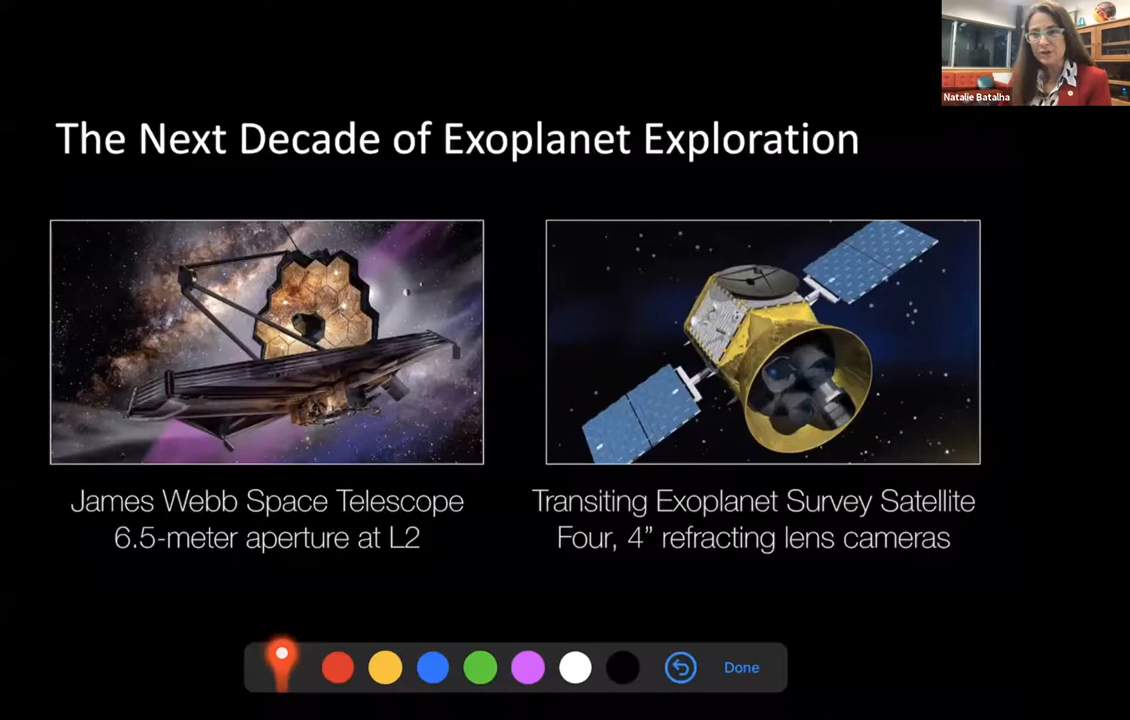 Natalie Batalha
The Next Decade of Exoplanet Exploration
James Webb Space Telescope
6.5-meter aperture at L2
Transiting Exoplanet Survey Satellite
Four, 4” refracting lens cameras
Done